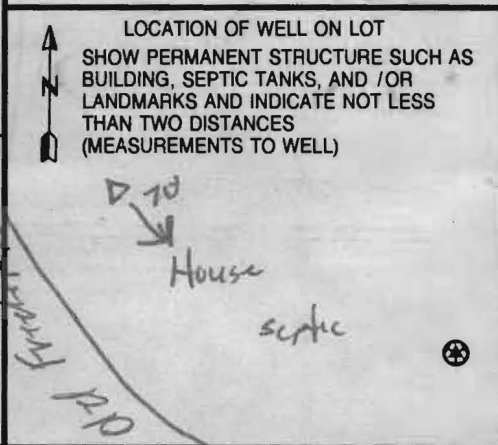 LOCATION OF WELL ON LOT
SHOW PERMANENT STRUCTURE SUCH AS
BUILDING, SEPTIC TANKS, AND /OR
LANDMARKS AND INDICATE NOT LESS
THAN TWO DISTANCES
(MEASUREMENTS TO WELL)
N
70
House
septic